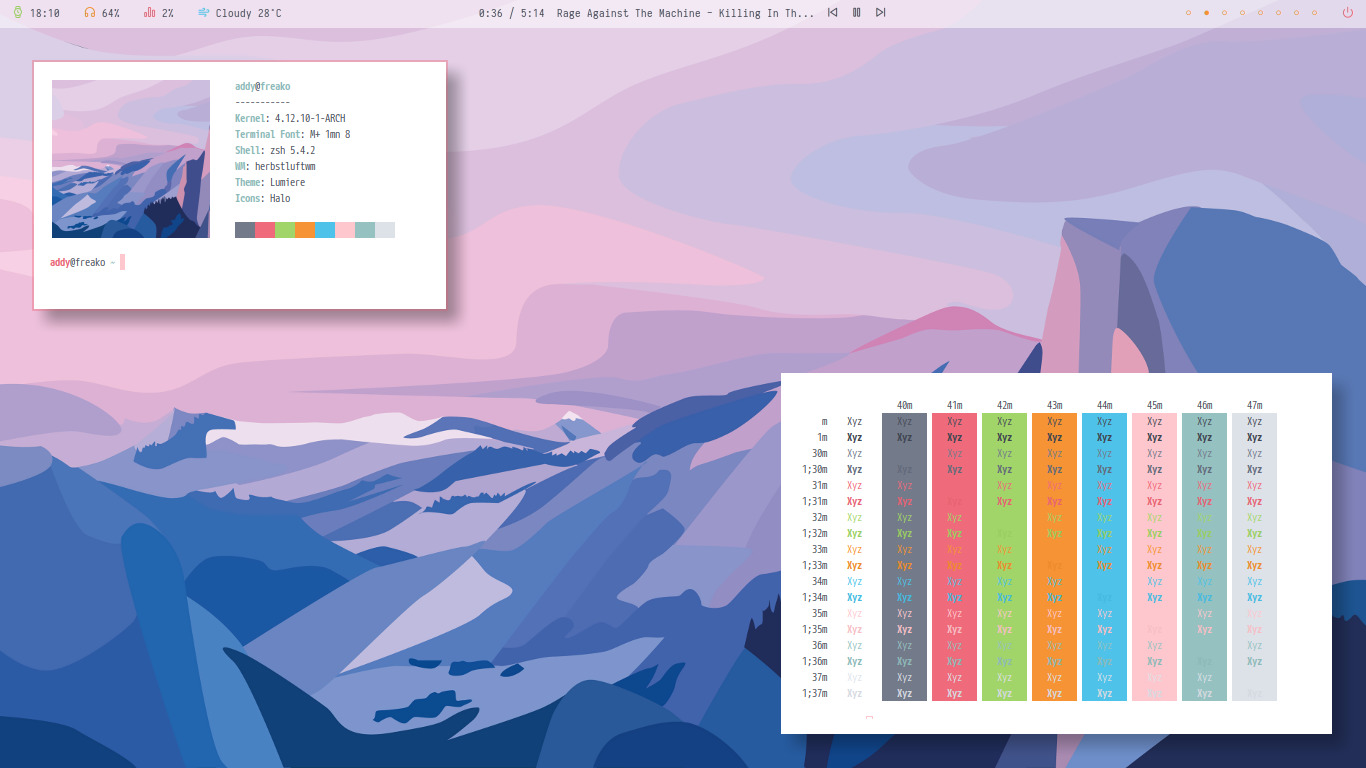 18:10 64% 2% Cloudy 28°C 0:36 / 5:14 Rage Against The Machine - Killing In Th...
addy@freako
-----------
Kernel: 4.12.10-1-ARCH
Terminal Font: M+ 1mn 8
Shell: zsh 5.4.2
WM: herbstluftwm
Theme: Lumiere
Icons: Halo
addy@freako ~
40m 41m 42m 43m 44m 45m 46m 47m
m Xyz Xyz Xyz Xyz Xyz Xyz Xyz Xyz Xyz
1m Xyz Xyz Xyz Xyz Xyz Xyz Xyz Xyz Xyz
30m Xyz Xyz Xyz Xyz Xyz Xyz Xyz Xyz
1;30m Xyz Xyz Xyz Xyz Xyz Xyz Xyz Xyz Xyz
31m Xyz Xyz Xyz Xyz Xyz Xyz Xyz Xyz
1;31m Xyz Xyz Xyz Xyz Xyz Xyz Xyz Xyz Xyz
32m Xyz Xyz Xyz Xyz Xyz Xyz Xyz Xyz
1;32m Xyz Xyz Xyz Xyz Xyz Xyz Xyz Xyz Xyz
33m Xyz Xyz Xyz Xyz Xyz Xyz Xyz Xyz
1;33m Xyz Xyz Xyz Xyz Xyz Xyz Xyz Xyz Xyz
34m Xyz Xyz Xyz Xyz Xyz Xyz Xyz Xyz
1;34m Xyz Xyz Xyz Xyz Xyz Xyz Xyz Xyz Xyz
35m Xyz Xyz Xyz Xyz Xyz Xyz Xyz Xyz
1;35m Xyz Xyz Xyz Xyz Xyz Xyz Xyz Xyz Xyz
36m Xyz Xyz Xyz Xyz Xyz Xyz Xyz Xyz
1;36m Xyz Xyz Xyz Xyz Xyz Xyz Xyz Xyz Xyz
37m Xyz Xyz Xyz Xyz Xyz Xyz Xyz Xyz
1;37m Xyz Xyz Xyz Xyz Xyz Xyz Xyz Xyz Xyz